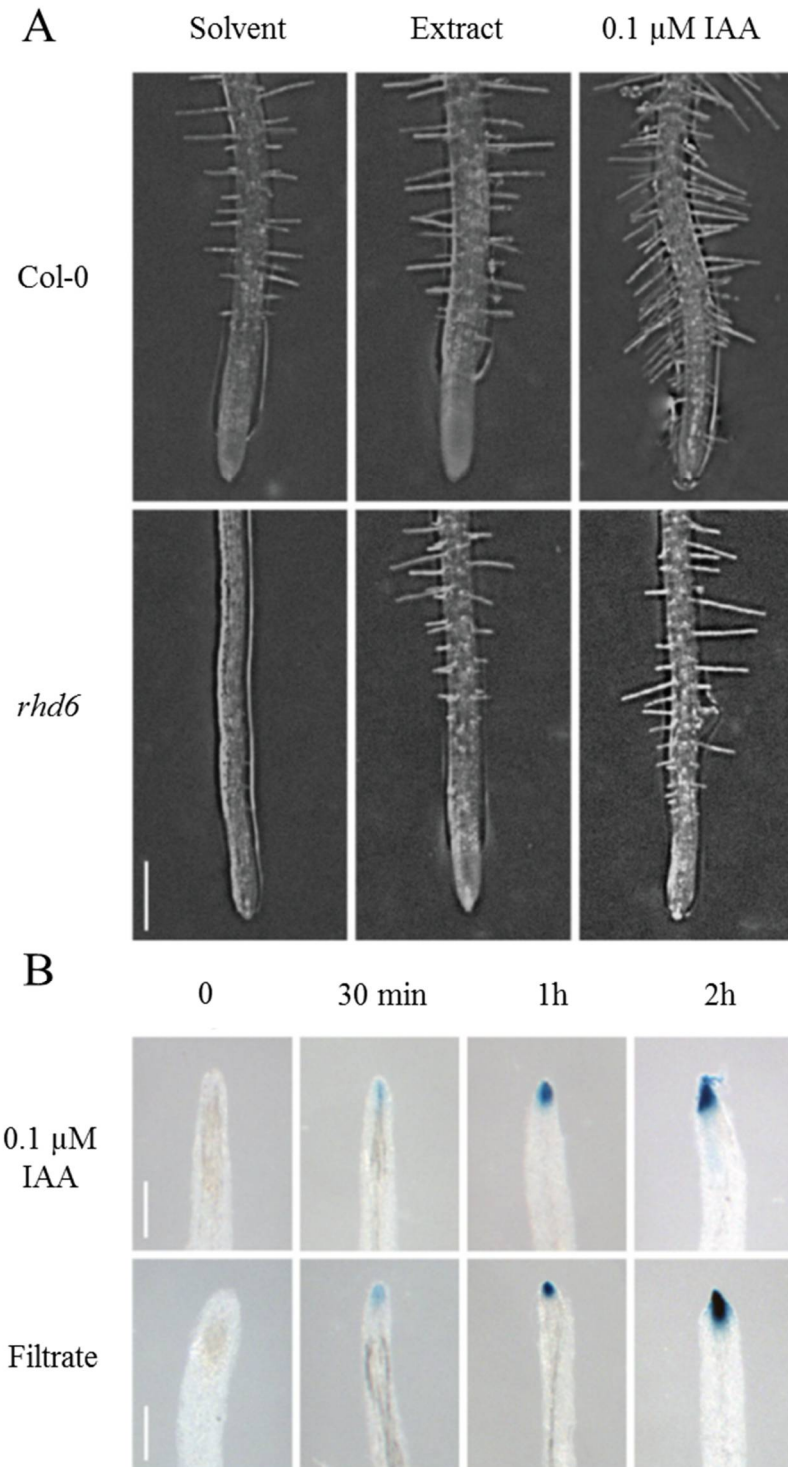 A
Solvent Extract 0.1 µM IAA
Col-0
rhd6
B
0 30 min 1h 2h
0.1 µM
IAA
Filtrate